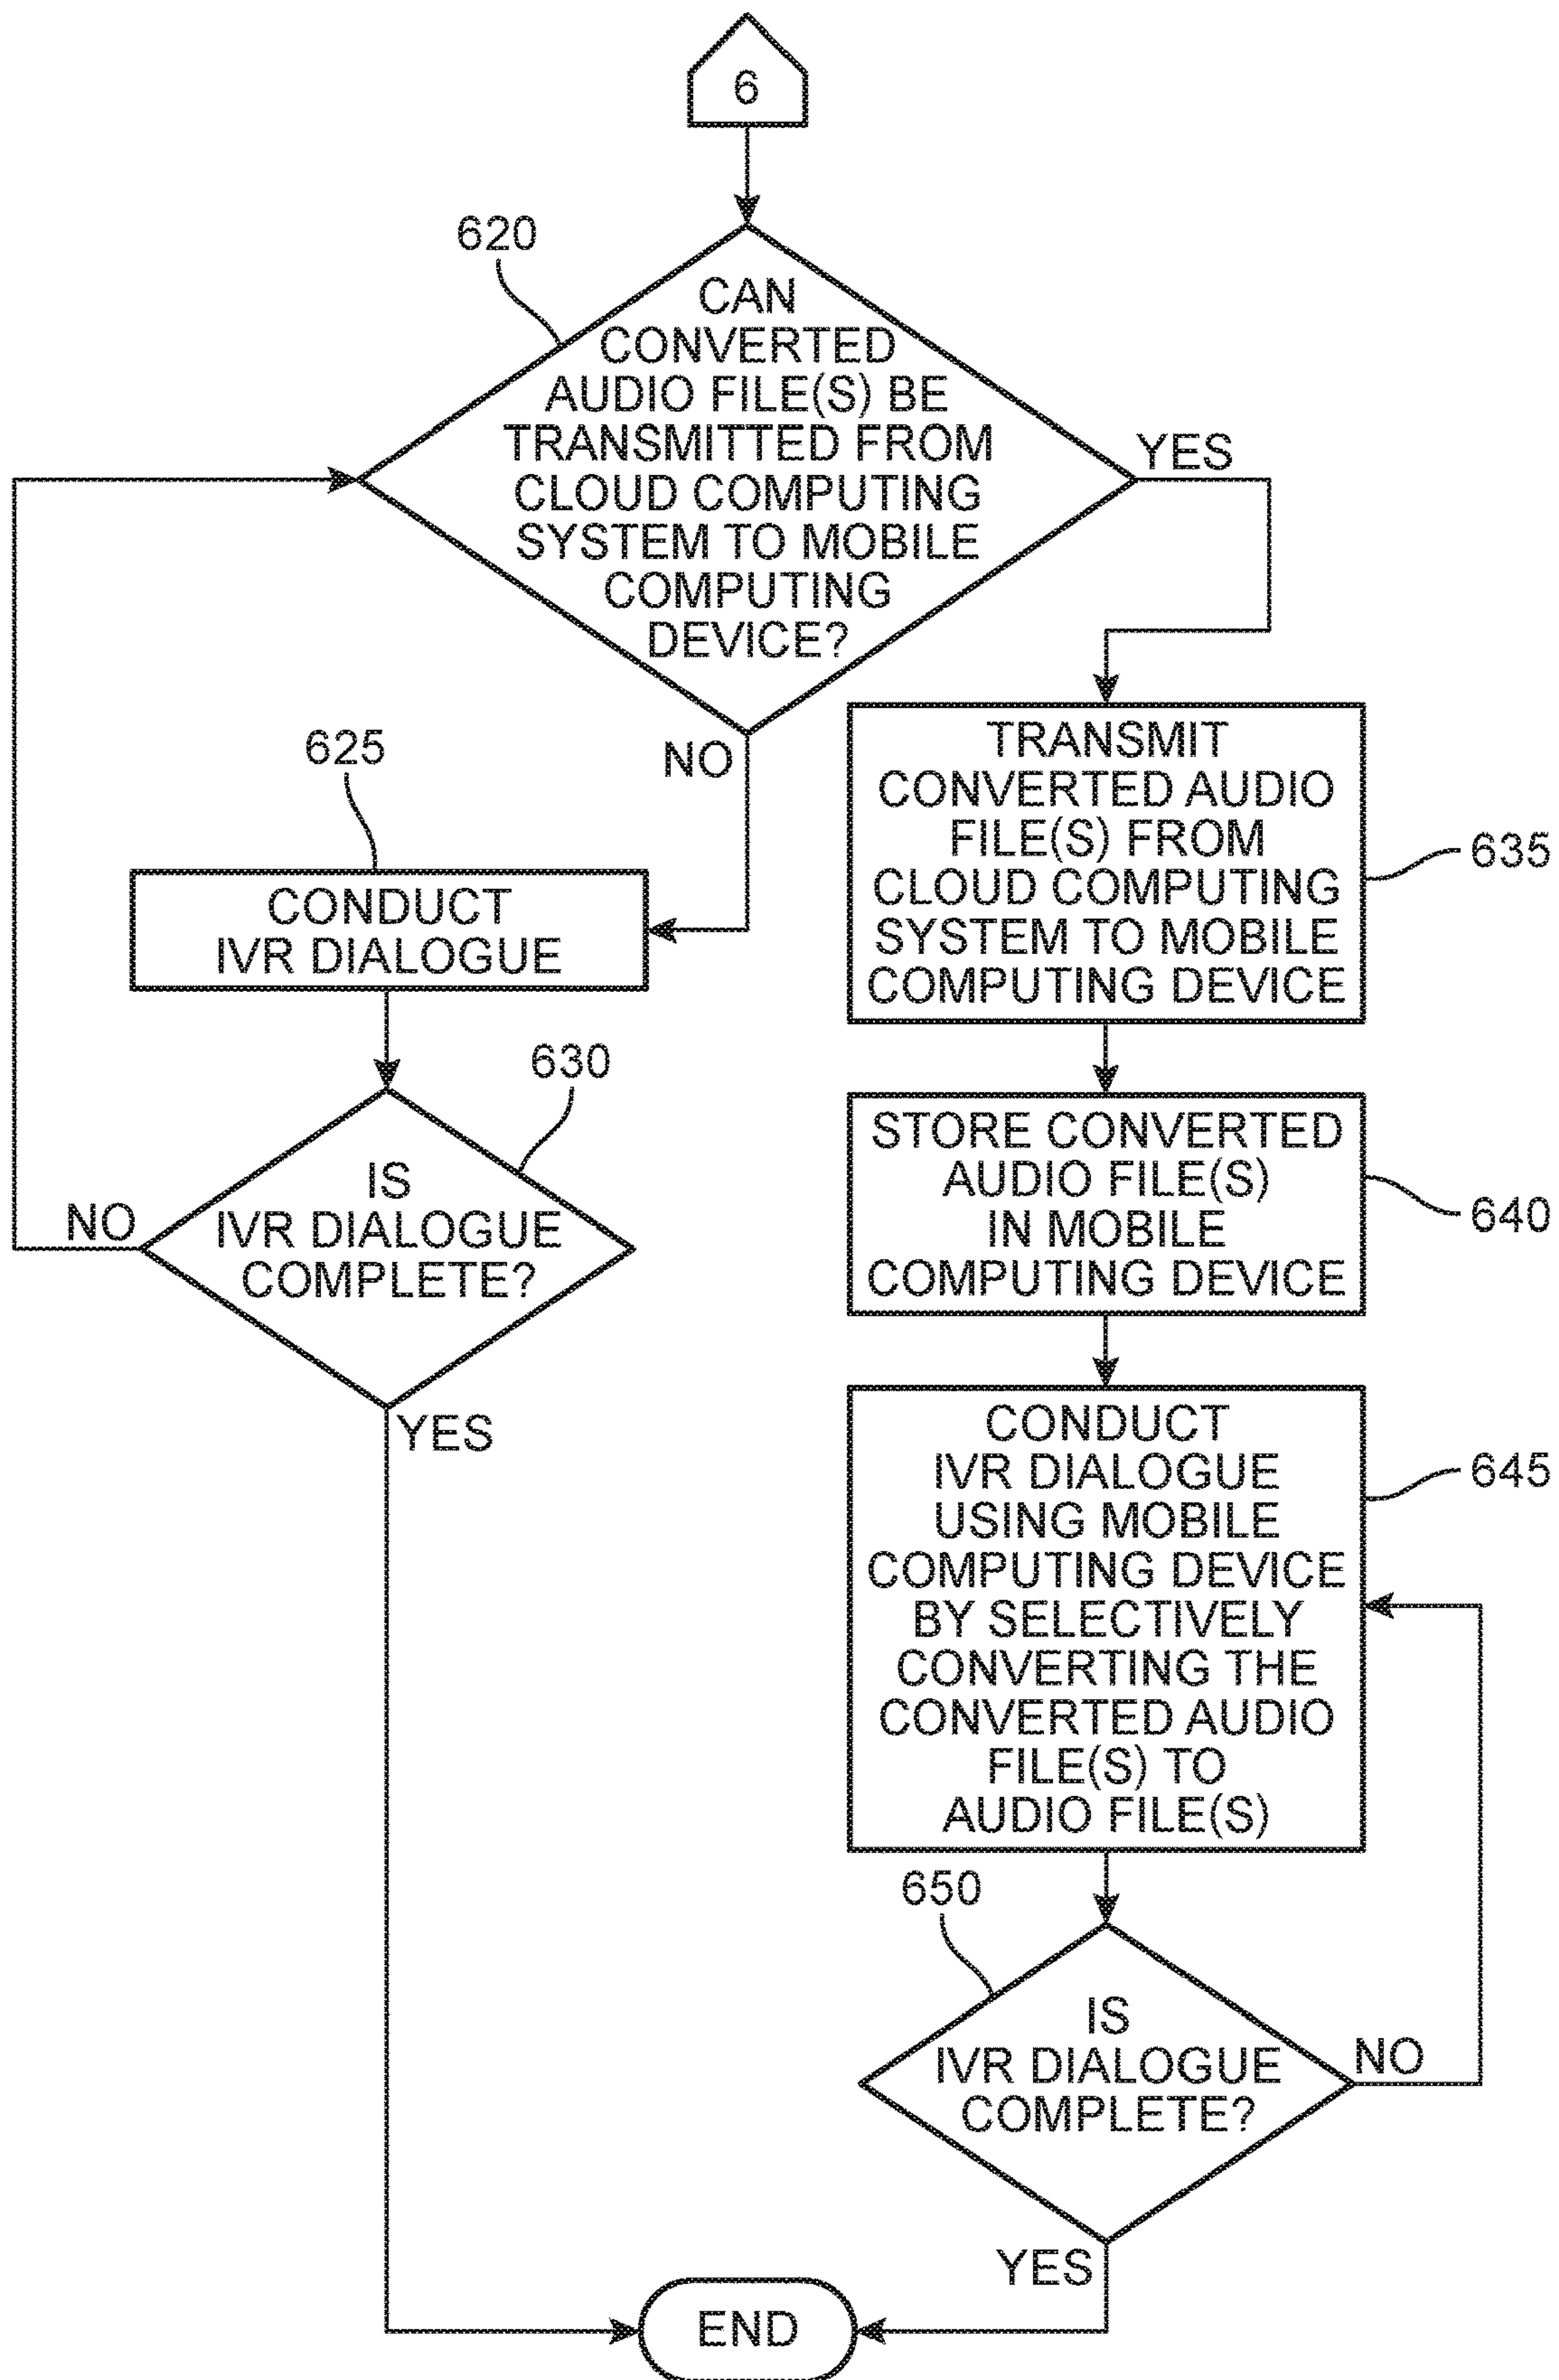 6
620
CAN
CONVERTED
AUDIO FILE(S) BE
TRANSMITTED FROM
CLOUD COMPUTING
SYSTEM TO MOBILE
COMPUTING
DEVICE?
YES
NO
625
CONDUCT
IVR DIALOGUE
630
IS
IVR DIALOGUE
COMPLETE?
NO
YES
TRANSMIT
CONVERTED AUDIO
FILE(S) FROM
CLOUD COMPUTING
SYSTEM TO MOBILE
COMPUTING DEVICE
635
STORE CONVERTED
AUDIO FILE(S)
IN MOBILE
COMPUTING DEVICE
640
CONDUCT
IVR DIALOGUE
USING MOBILE
COMPUTING DEVICE
BY SELECTIVELY
CONVERTING THE
CONVERTED AUDIO
FILE(S) TO
AUDIO FILE(S)
645
650
IS
IVR DIALOGUE
COMPLETE?
NO
YES
END